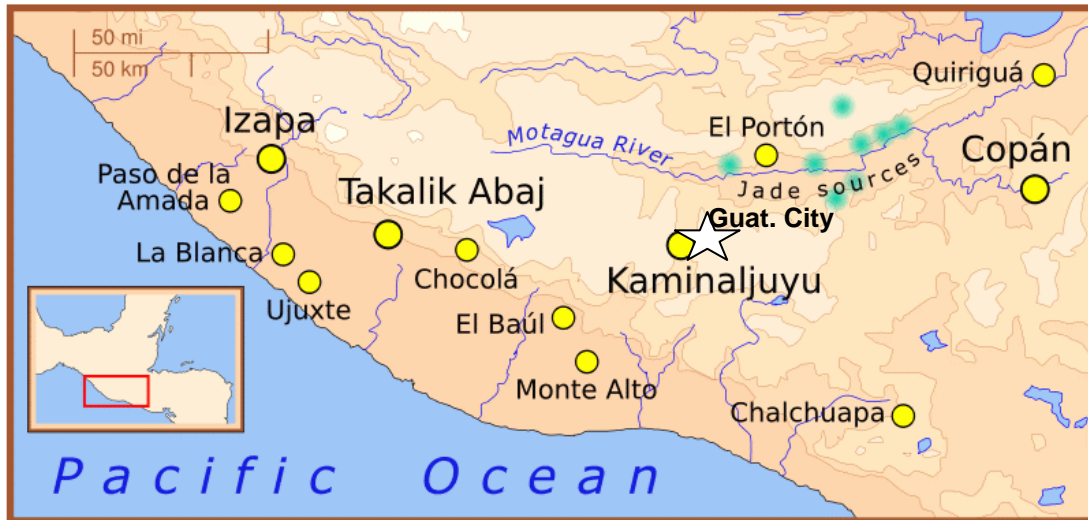 50 mi
50 km
Quiriguá
Izapa
El Portón
Motagua River
Copán
Paso de la
Amada
Takalik Abaj
Jade sources
Guat. City
La Blanca
Chocolá
Kaminaljuyu
Ujuxte
El Baúl
Monte Alto
Chalchuapa
Pacific Ocean